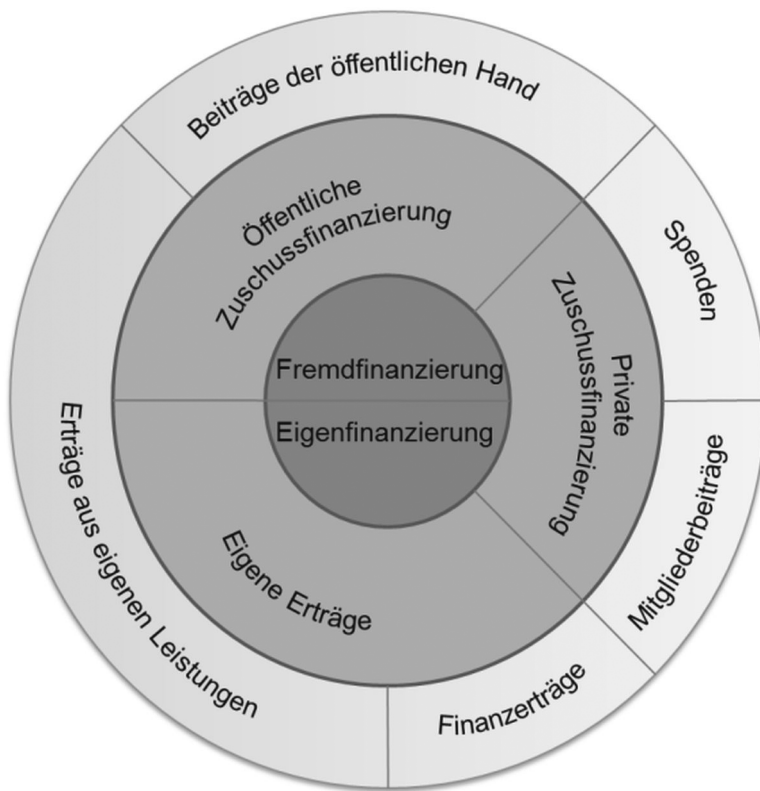 Beiträge der öffentlichen Hand
Öffentliche
Zuschussfinanzierung
Spenden
Private
Zuschussfinanzierung
Fremdfinanzierung
Eigenfinanzierung
Erträge aus eigenen Leistungen
Eigene Erträge
Mitgliederbeiträge
Finanzerträge